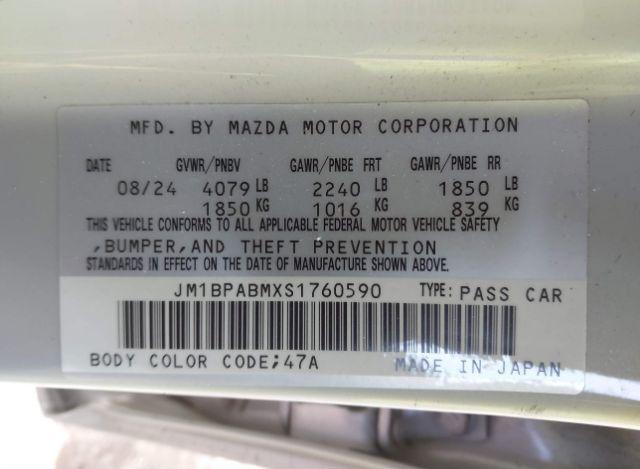 MFD. BY MAZDA MOTOR CORPORATION
DATE GVWR/PNBV GAWR/PNBE FRT GAWR/PNBE RR
08/24 4079 LB 2240 LB 1850 LB
1850 KG 1016 KG 839 KG
THIS VEHICLE CONFORMS TO ALL APPLICABLE FEDERAL MOTOR VEHICLE SAFETY
,BUMPER,AND THEFT PREVENTION
STANDARDS IN EFFECT ON THE DATE OF MANUFACTURE SHOWN ABOVE.
JM1BPABMXS1760590 TYPE: PASS CAR
BODY COLOR CODE;47A MADE IN JAPAN